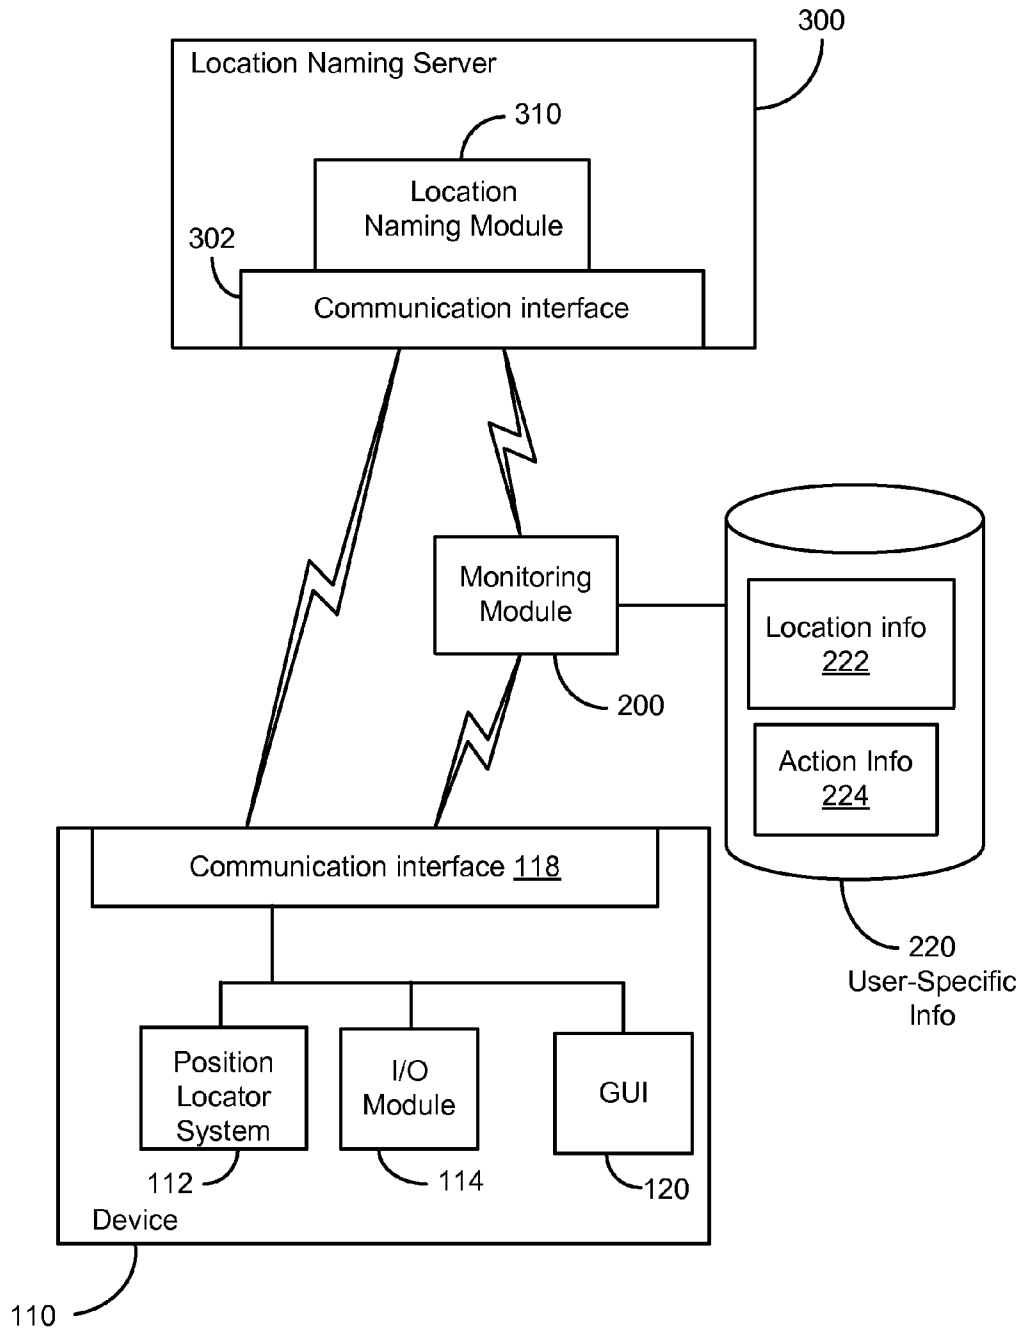 300
Location Naming Server
310
Location
Naming Module
302
Communication interface
Monitoring
Module
200
Location info
222
Action Info
224
220
User-Specific
Info
Communication interface 118
Position
Locator
System
I/O
Module
GUI
112
114
120
Device
110